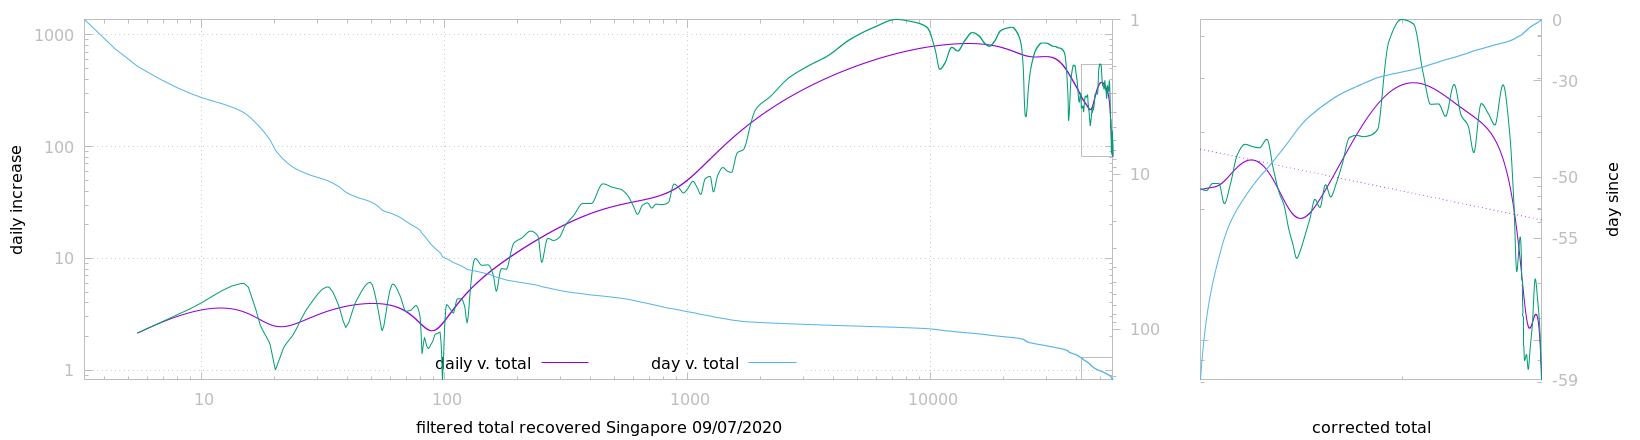 1000
100
10
1
daily increase
10
100
1000
10000
1
10
100
daily v. total
day v. total
filtered total recovered Singapore 09/07/2020
0
-30
-50
-55
-59
day since
corrected total